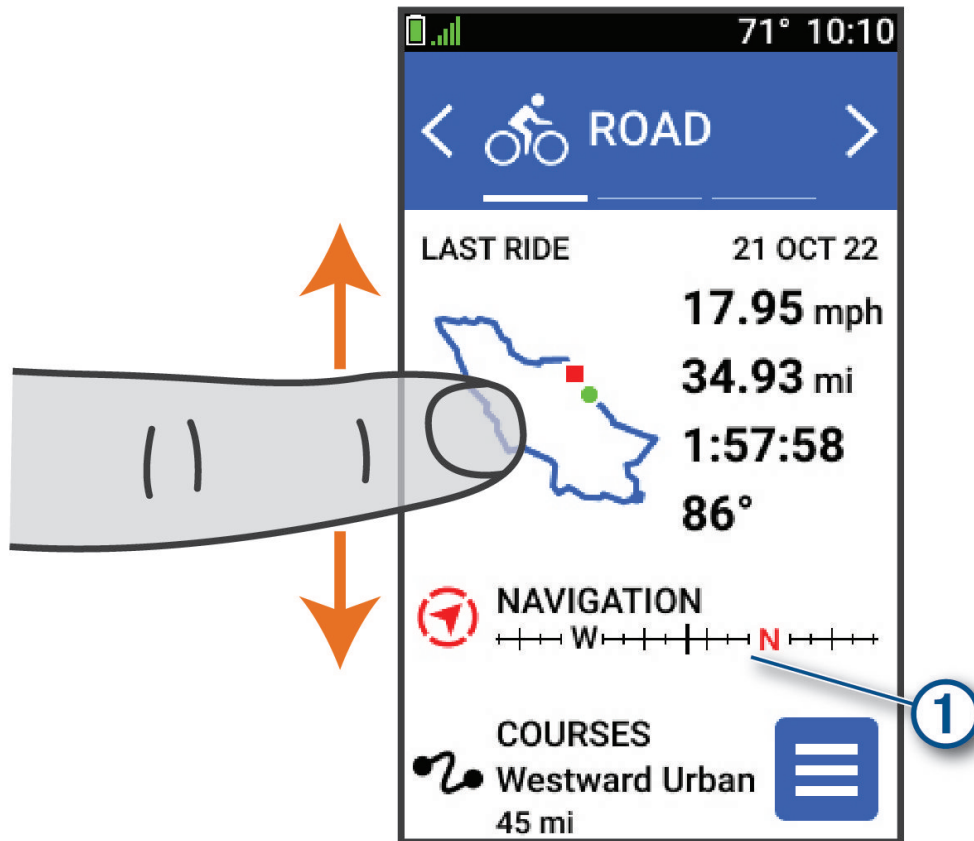 71° 10:10
ROAD
LAST RIDE 21 OCT 22
17.95 mph
34.93 mi
1:57:58
86°
NAVIGATION
W N
1
COURSES
Westward Urban
45 mi